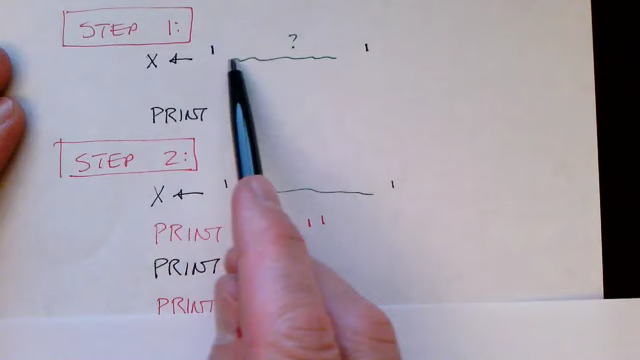 STEP 1:
?
X ← ' '
PRINT
STEP 2:
X ← ' '
PRINT ' '
PRINT
PRINT